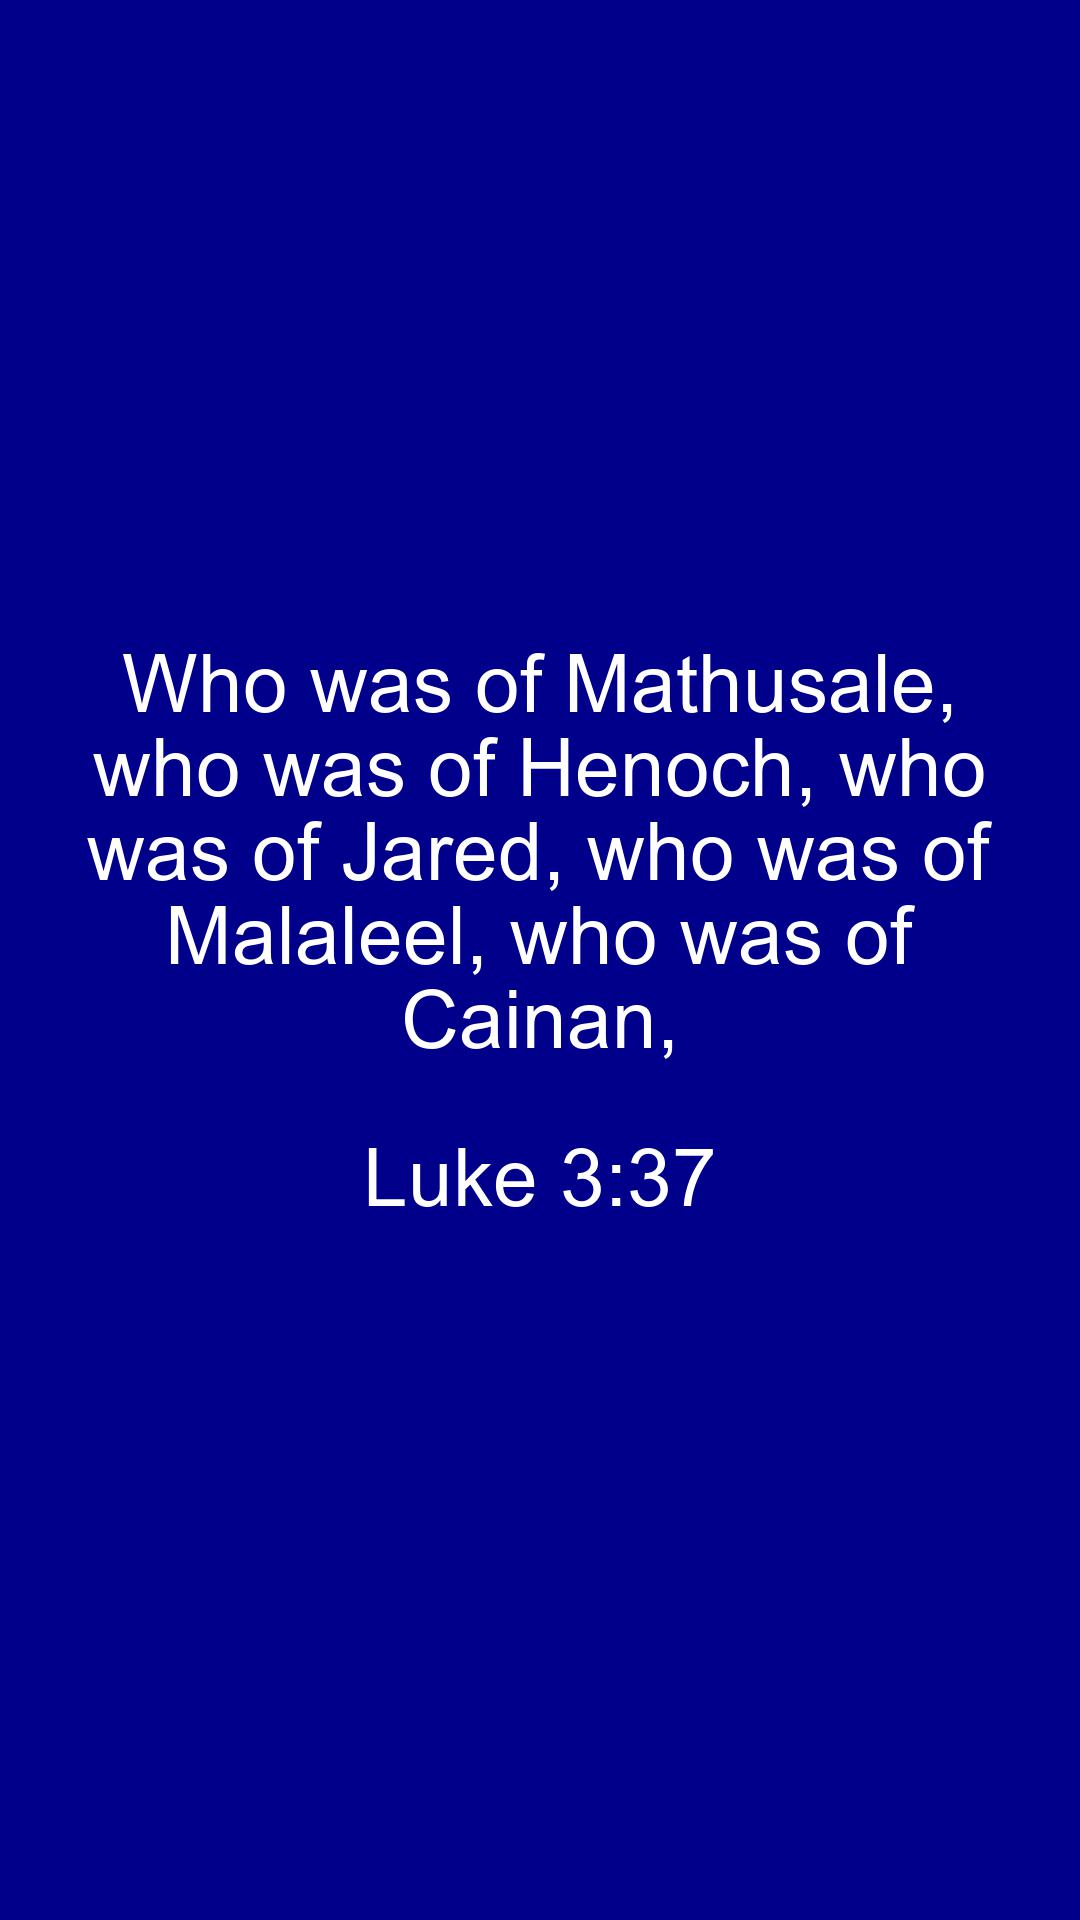 Who was of Mathusale,
who was of Henoch, who
was of Jared, who was of
Malaleel, who was of
Cainan,
Luke 3:37